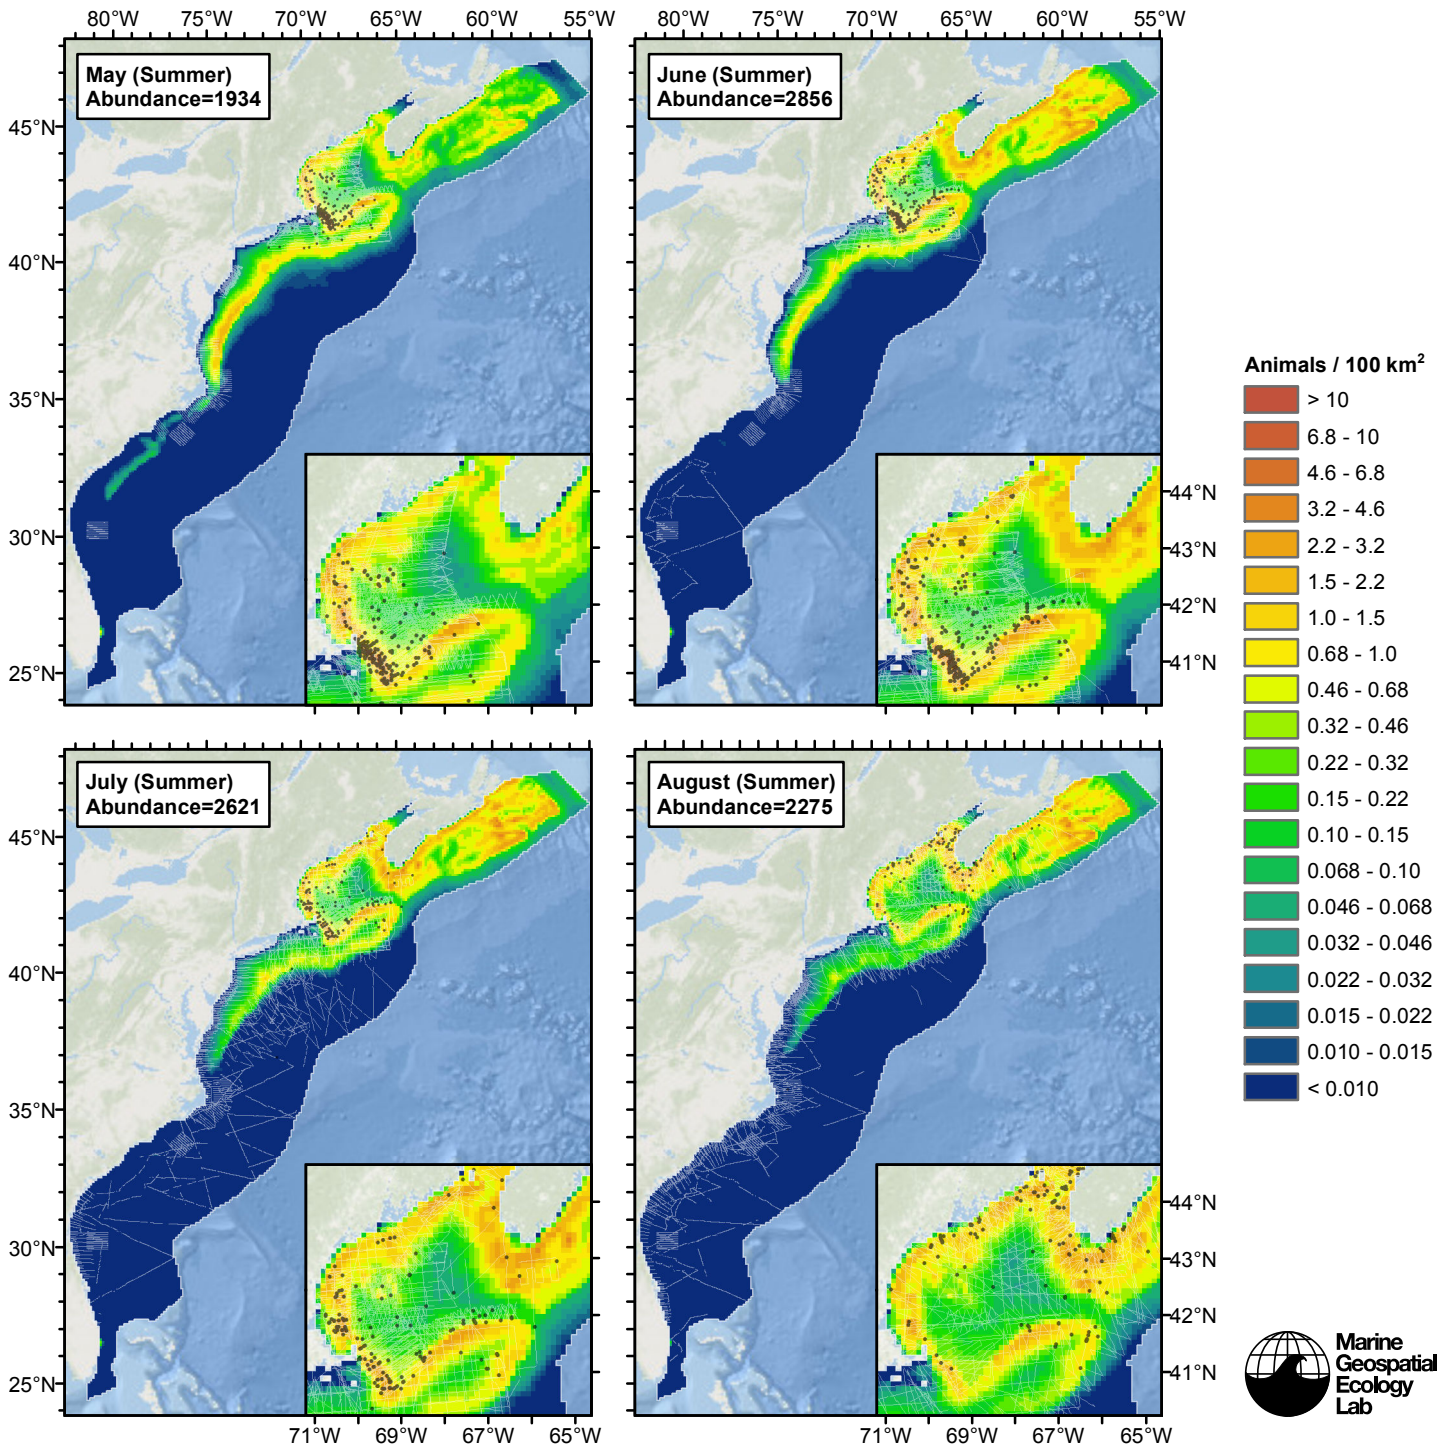 80°W 75°W 70°W 65°W 60°W 55°W
80°W 75°W 70°W 65°W 60°W 55°W
May (Summer)
Abundance=1934
June (Summer)
Abundance=2856
45°N
40°N
35°N
30°N
25°N
44°N
43°N
42°N
41°N
July (Summer)
Abundance=2621
August (Summer)
Abundance=2275
45°N
40°N
35°N
30°N
25°N
44°N
43°N
42°N
41°N
71°W 69°W 67°W 65°W
71°W 69°W 67°W 65°W
Animals / 100 km²
> 10
6.8 - 10
4.6 - 6.8
3.2 - 4.6
2.2 - 3.2
1.5 - 2.2
1.0 - 1.5
0.68 - 1.0
0.46 - 0.68
0.32 - 0.46
0.22 - 0.32
0.15 - 0.22
0.10 - 0.15
0.068 - 0.10
0.046 - 0.068
0.032 - 0.046
0.022 - 0.032
0.015 - 0.022
0.010 - 0.015
< 0.010
Marine
Geospatial
Ecology
Lab